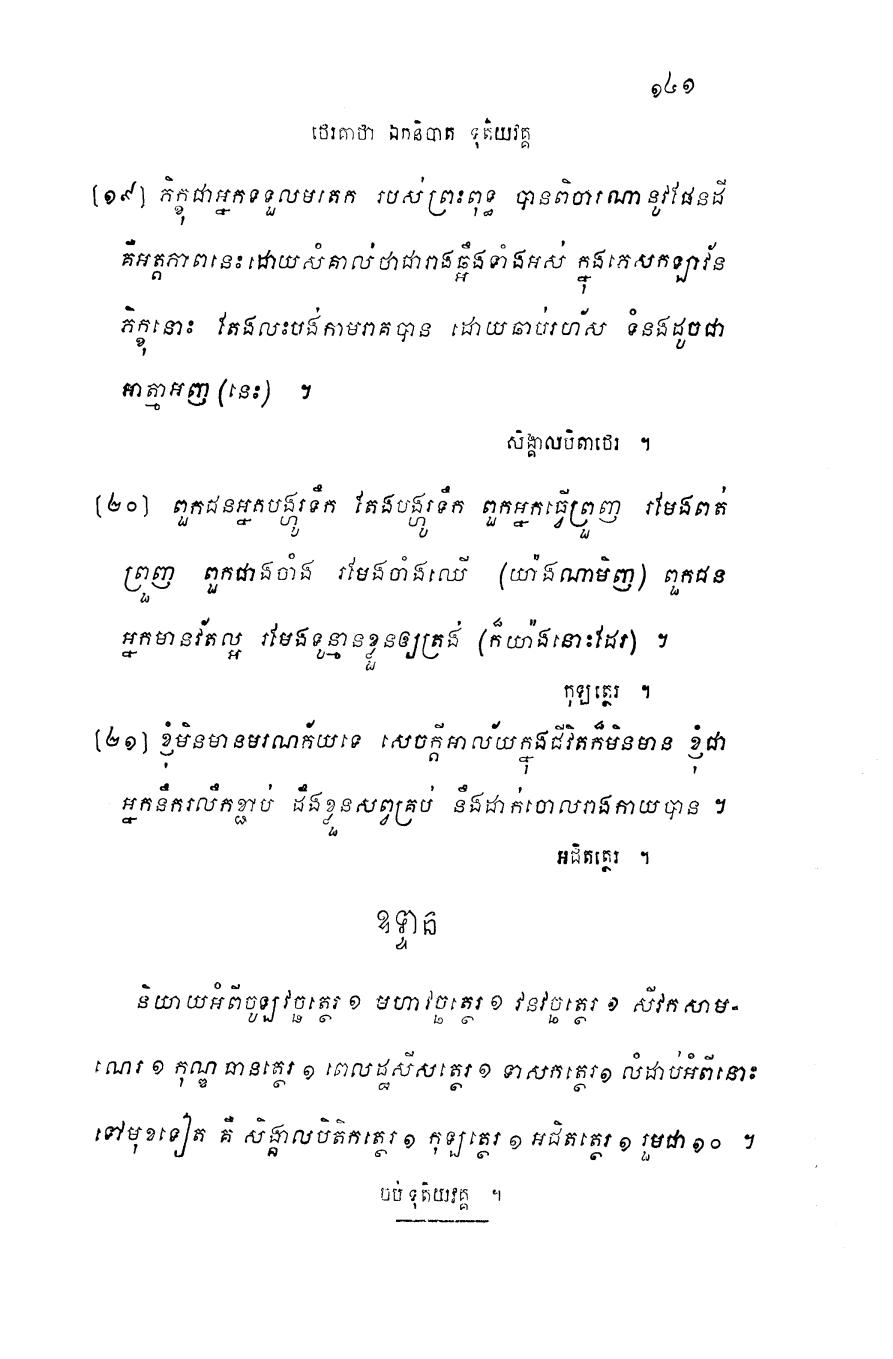 ១៤១
ថេរគាថា ឯកនិបាត ទុតិយវគ្គ
[១៩] ភិក្ខុជាអ្នកទទួលមតេក របស់ព្រះពុទ្ធ បានពិចារណានូវផែនដី
គឺអត្តភាពនេះដោយសំគាល់ថាជារាងឆ្អឹងទាំងអស់ ក្នុងភេសកឡាវ័ន
ភិក្ខុនោះ តែងលះបង់កាមរាគបាន ដោយឆាប់រហ័ស ទំនងដូចជា
អាត្មាអញ (នេះ) ។
សិង្គាលបិតាថេរ ។
[២០] ពួកជនអ្នកបង្ហូរទឹក តែងបង្ហូរទឹក ពួកអ្នកធ្វើព្រួញ រមែងពត់
ព្រួញ ពួកជាងចាំង រមែងចាំងឈើ (យ៉ាងណាមិញ) ពួកជន
អ្នកមានវ័តល្អ រមែងទូន្មានខ្លួនឲ្យត្រង់ (ក៏យ៉ាងនោះដែរ) ។
កុឡត្ថេរ ។
[២១] ខ្ញុំមិនមានមរណភ័យទេ សេចក្តីអាល័យក្នុងជីវិតក៏មិនមាន ខ្ញុំជា
អ្នកនឹករលឹកខ្ជាប់ ដឹងខ្លួនសព្វគ្រប់ នឹងដាក់ចោលរាងកាយបាន ។
អជិតត្ថេរ ។
ឧទ្ទាន
និយាយអំពីចូឡវច្ឆត្ថេរ ១ មហាវច្ឆត្ថេរ ១ វនវច្ឆត្ថេរ ១ សីវកសាម-
ណេរ ១ កុណ្ឌធានត្ថេរ ១ ពេលដ្ឋសីសត្ថេរ ១ ទាសកត្ថេរ ១ លំដាប់អំពីនោះ
ទៅមុខទៀត គឺ សិង្គាលបិតិកត្ថេរ ១ កុឡត្ថេរ ១ អជិតត្ថេរ ១ រួមជា ១០ ។
ចប់ ទុតិយវគ្គ ។